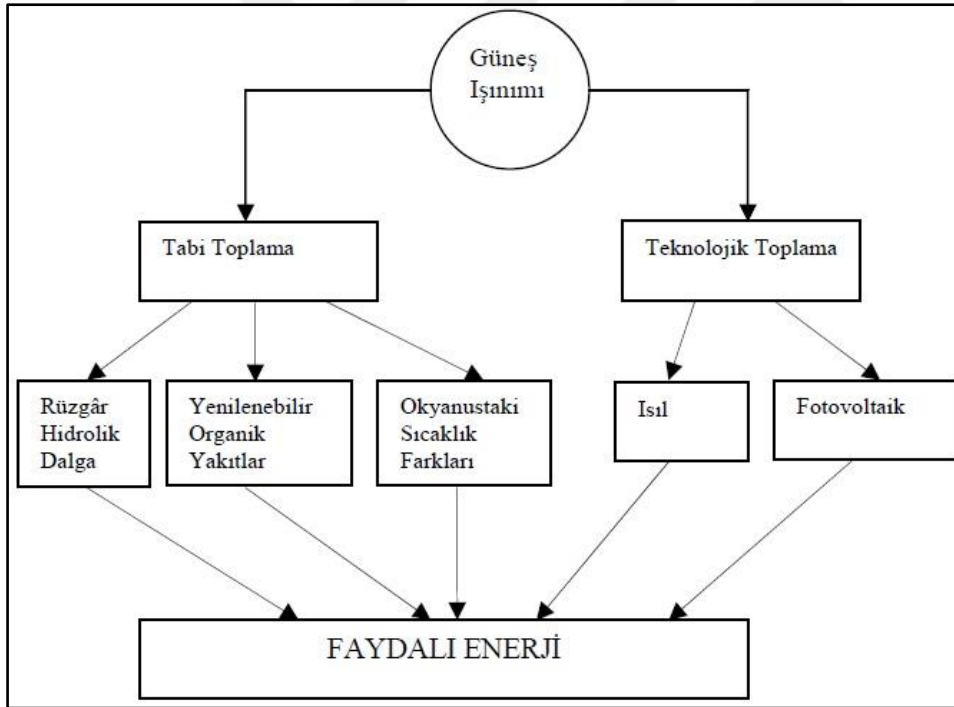 Güneş
Işınımı
Tabi Toplama
Teknolojik Toplama
Rüzgâr
Hidrolik
Dalga
Yenilenebilir
Organik
Yakıtlar
Okyanustaki
Sıcaklık
Farkları
Isıl
Fotovoltaik
FAYDALI ENERJİ